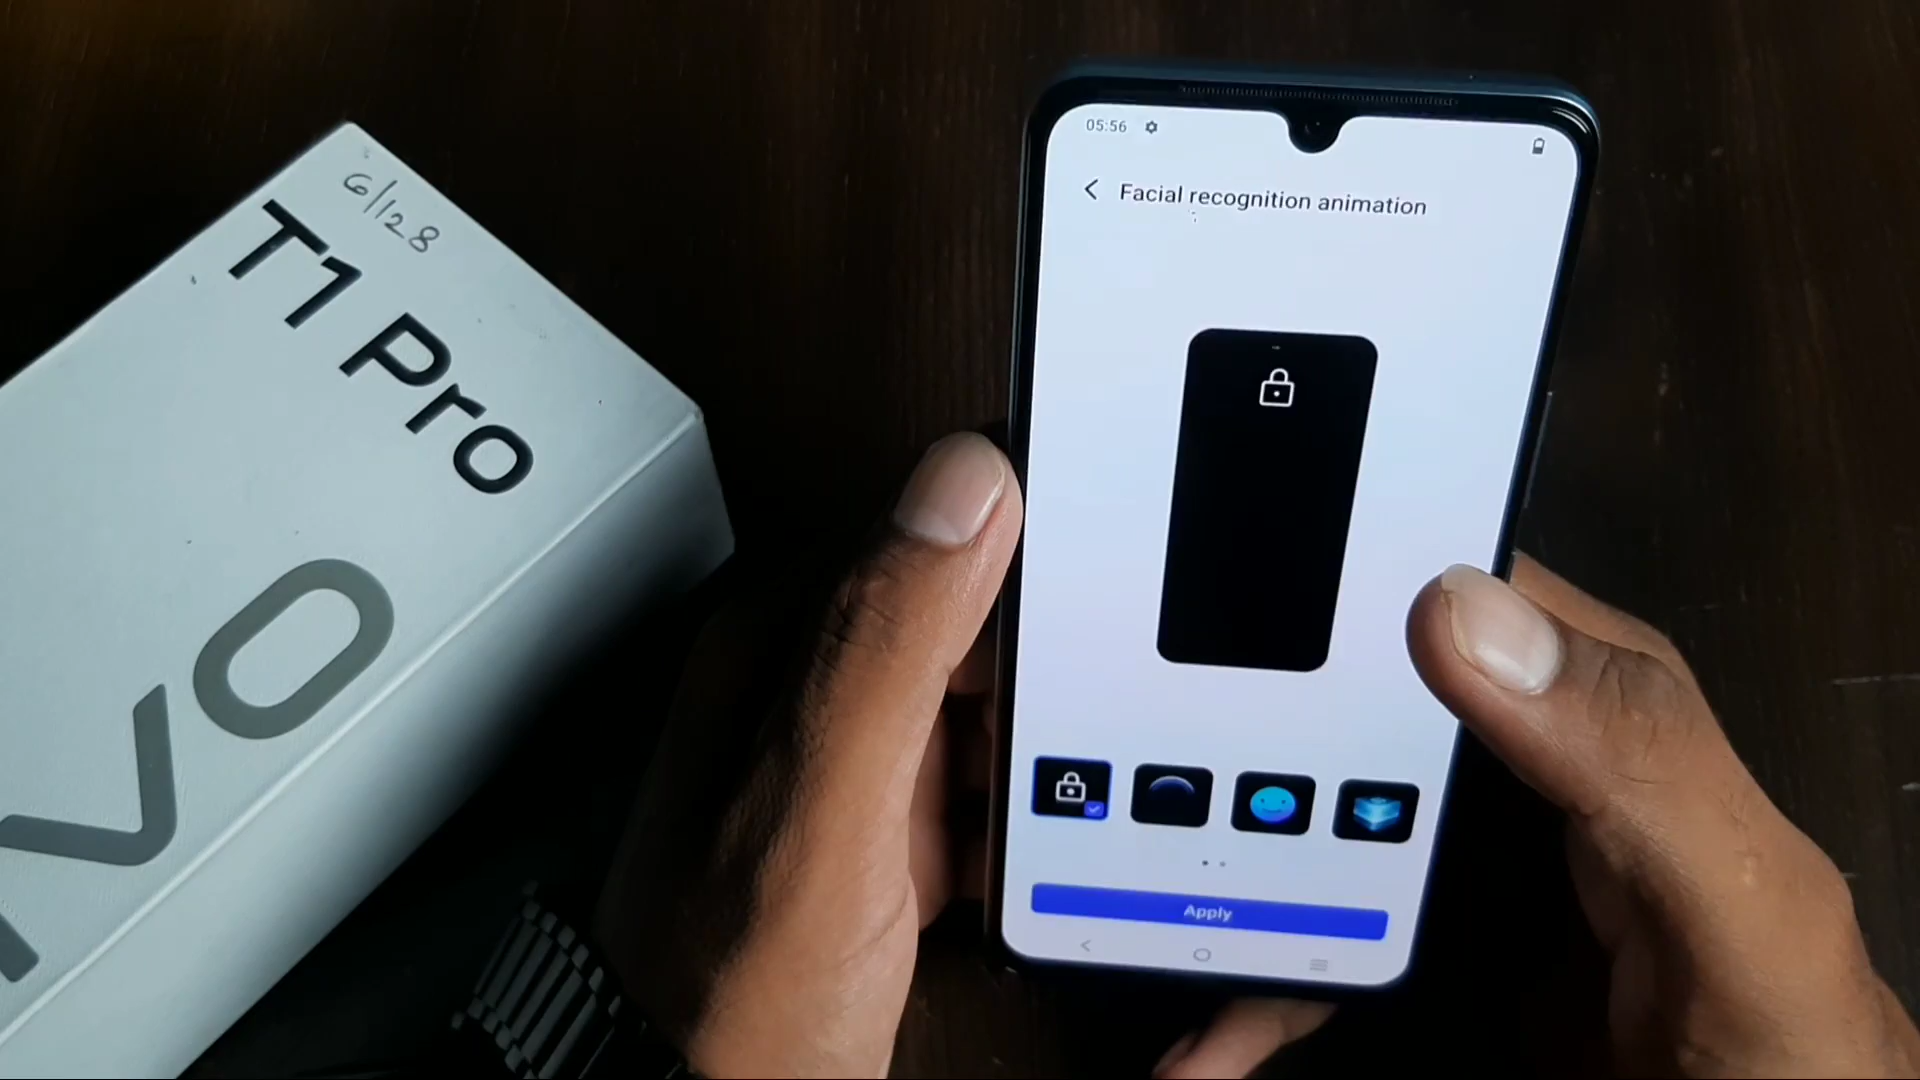 6/128
T1 Pro
vivo
05:56
Facial recognition animation
Apply